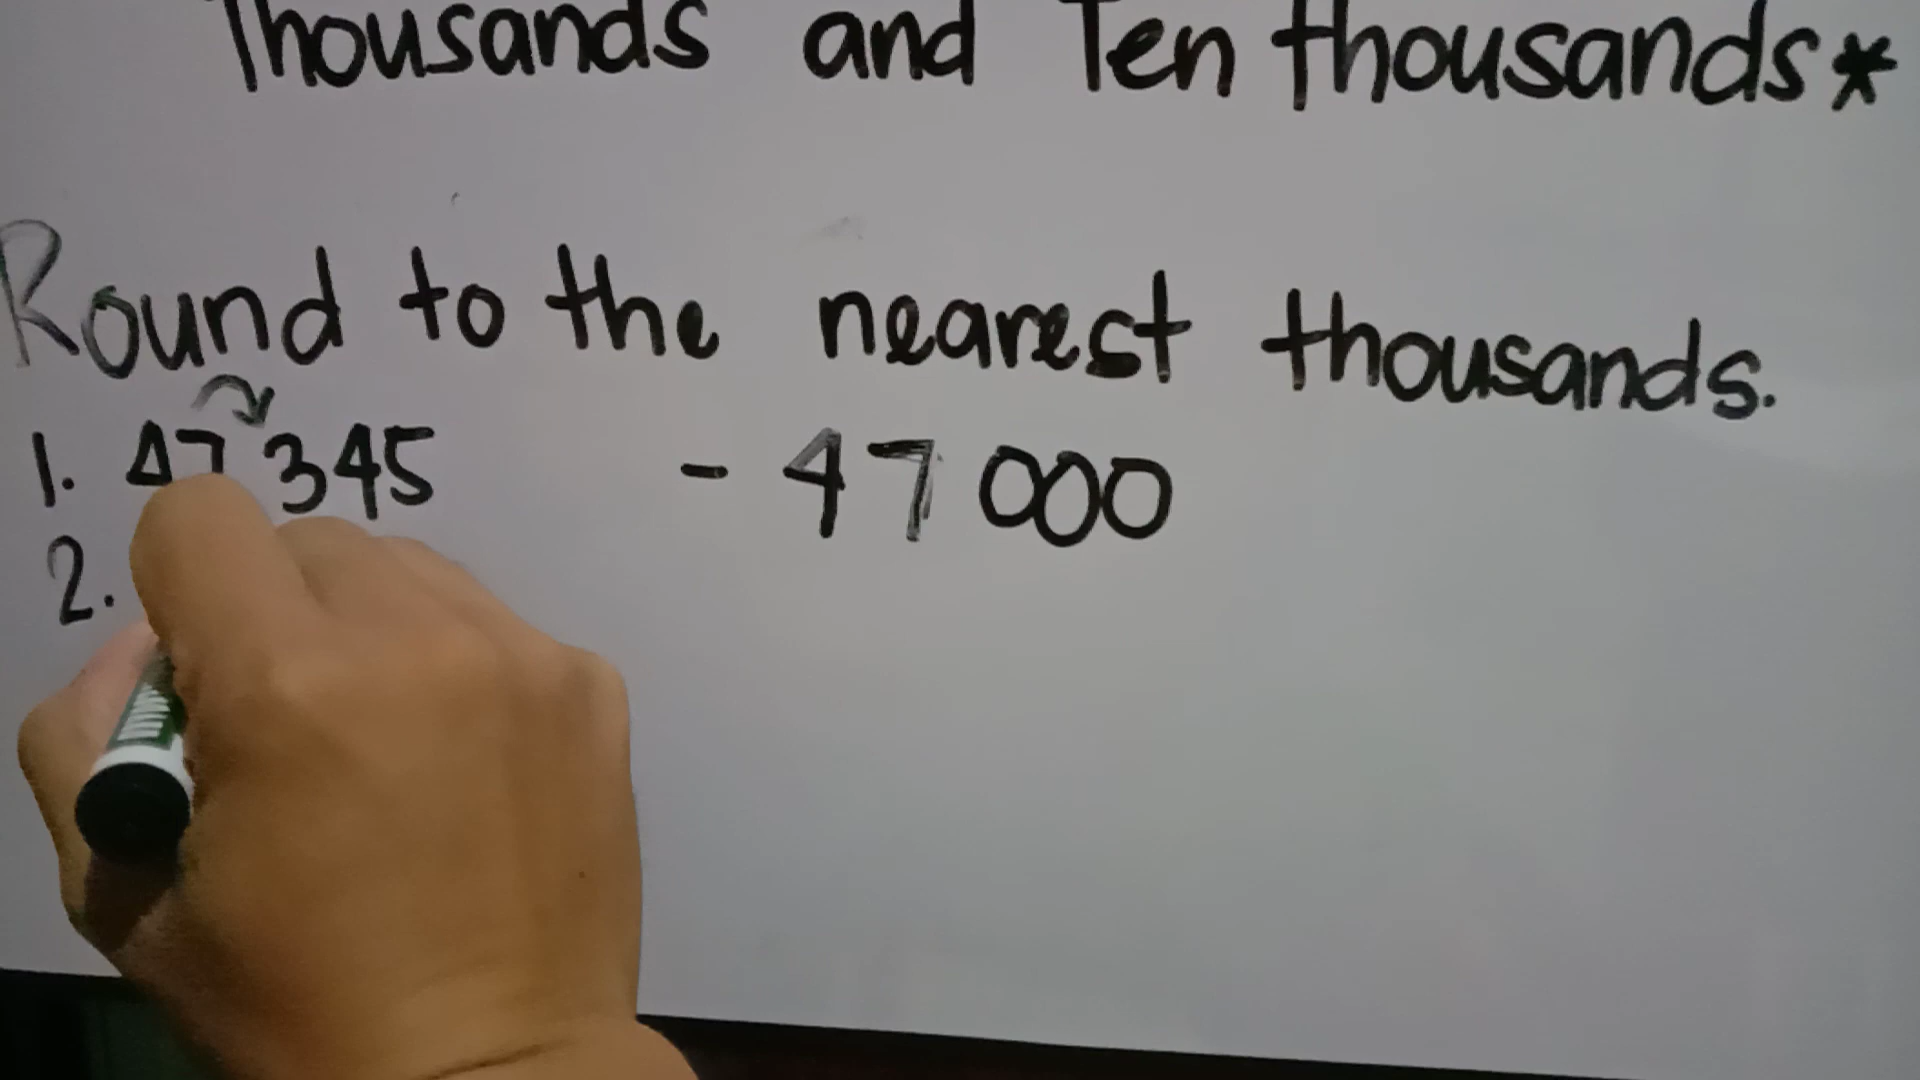 Thousands and Ten thousands*
Round to the nearest thousands.
1. 47 345 - 47 000
2.